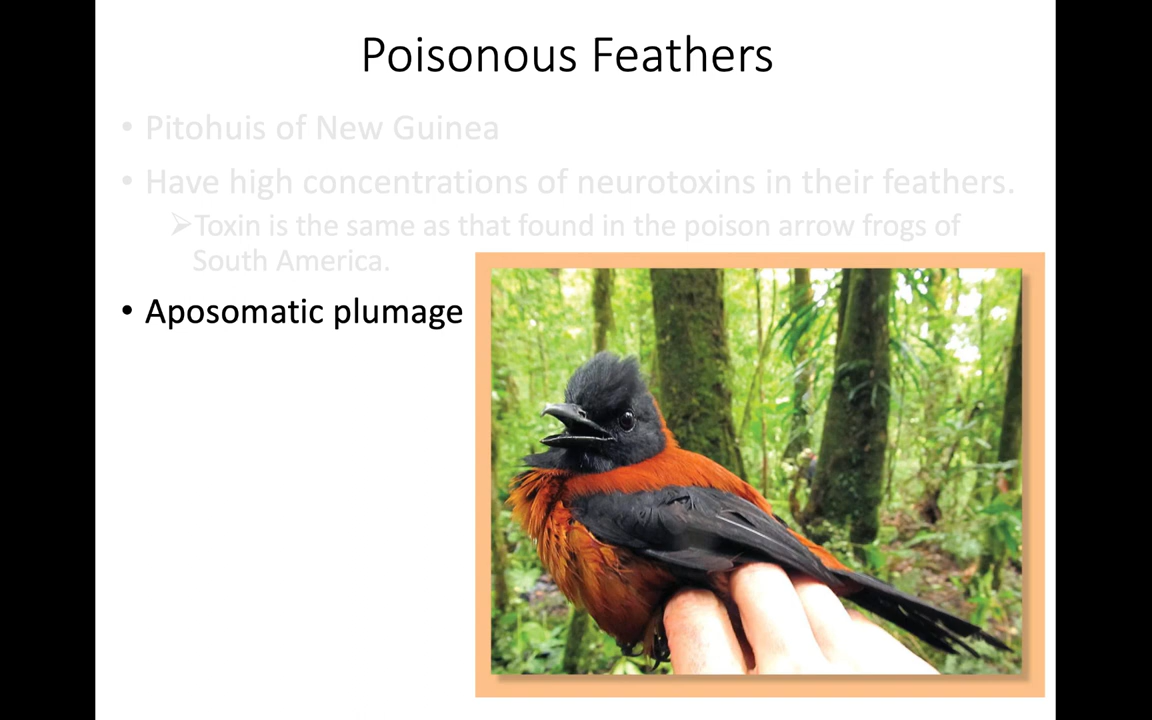 Poisonous Feathers
• Pitohuis of New Guinea
• Have high concentrations of neurotoxins in their feathers.
➢Toxin is the same as that found in the poison arrow frogs of
South America.
• Aposomatic plumage